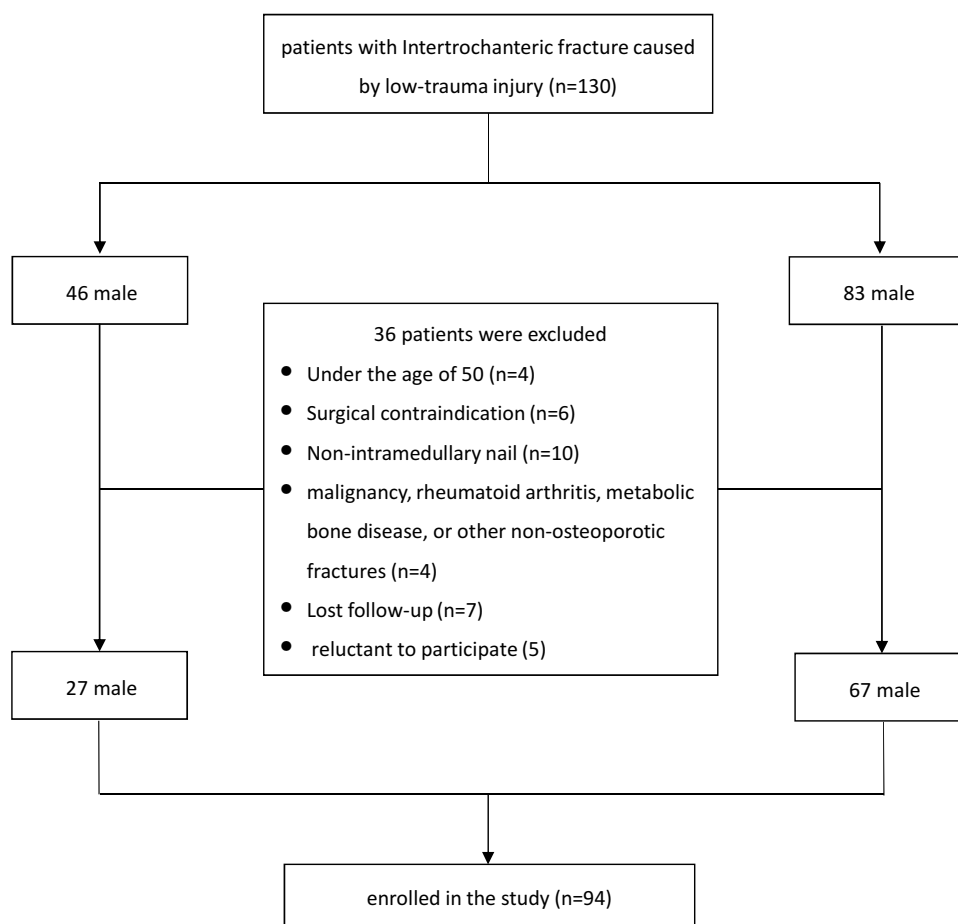 patients with Intertrochanteric fracture caused
by low-trauma injury (n=130)
46 male
83 male
36 patients were excluded
• Under the age of 50 (n=4)
• Surgical contraindication (n=6)
• Non-intramedullary nail (n=10)
• malignancy, rheumatoid arthritis, metabolic
bone disease, or other non-osteoporotic
fractures (n=4)
• Lost follow-up (n=7)
• reluctant to participate (5)
27 male
67 male
enrolled in the study (n=94)